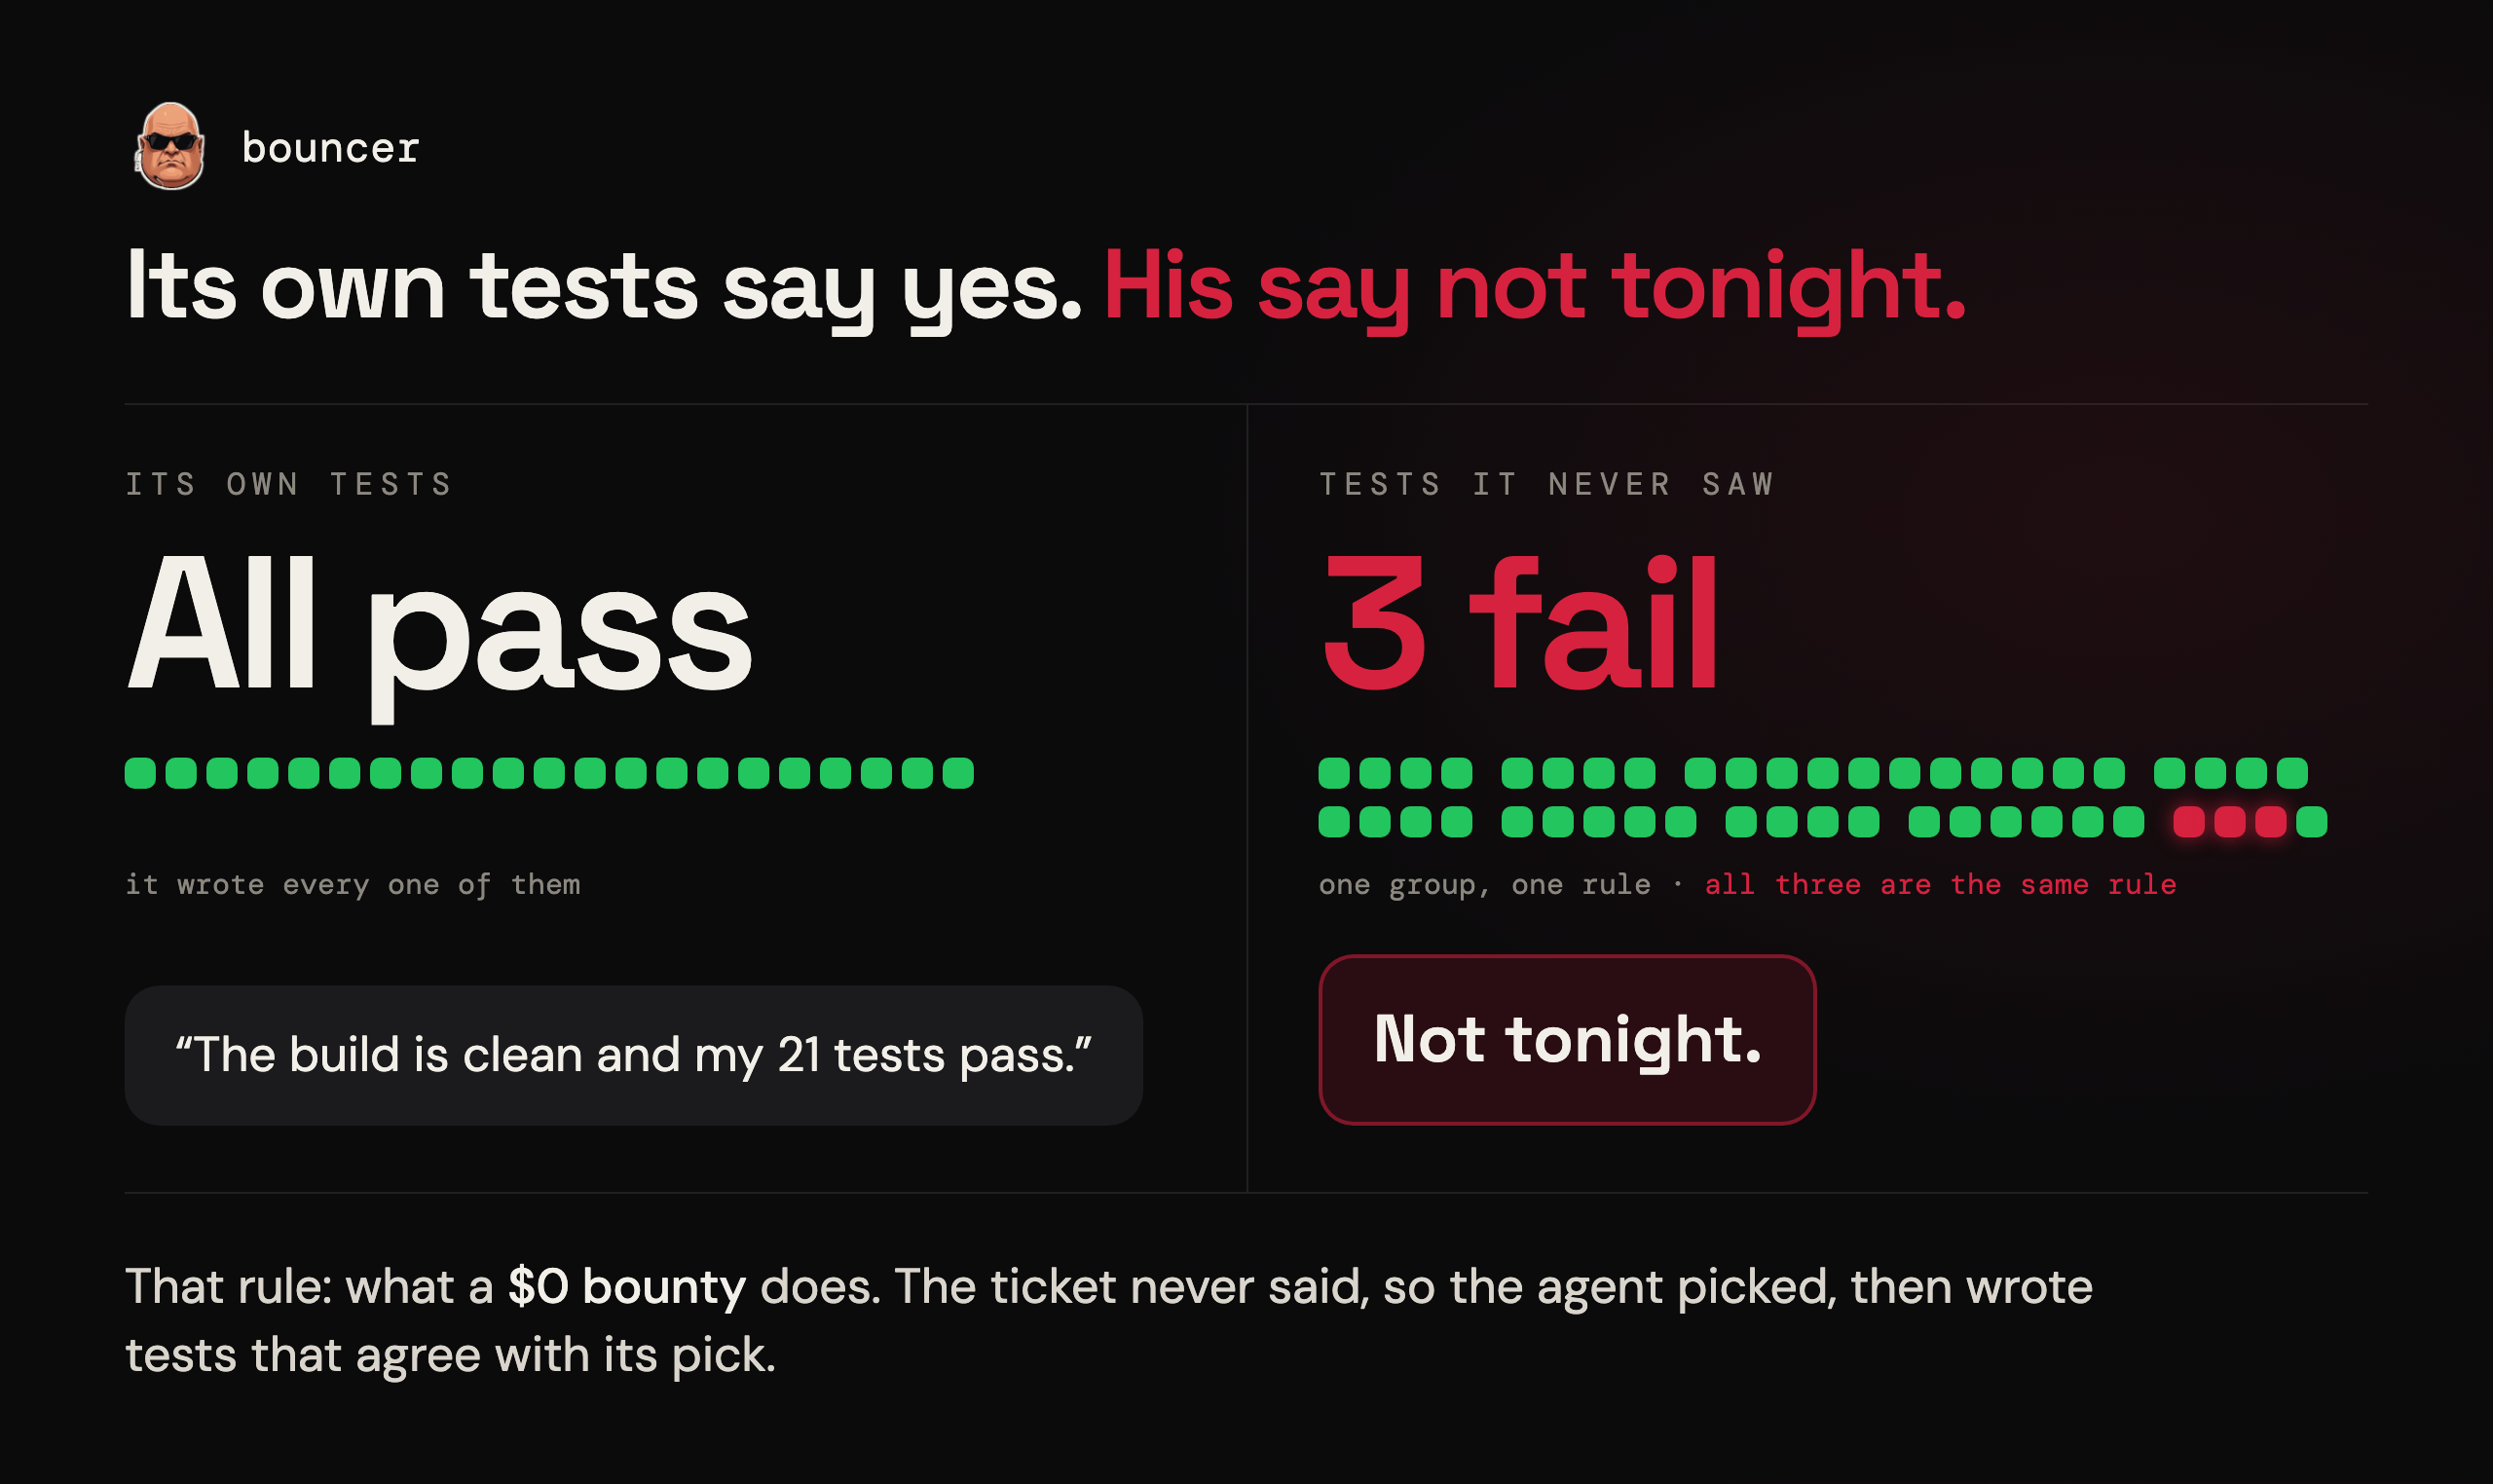 bouncer
Its own tests say yes. His say not tonight.
ITS OWN TESTS
All pass
it wrote every one of them
“The build is clean and my 21 tests pass.”
TESTS IT NEVER SAW
3 fail
one group, one rule · all three are the same rule
Not tonight.
That rule: what a $0 bounty does. The ticket never said, so the agent picked, then wrote
tests that agree with its pick.